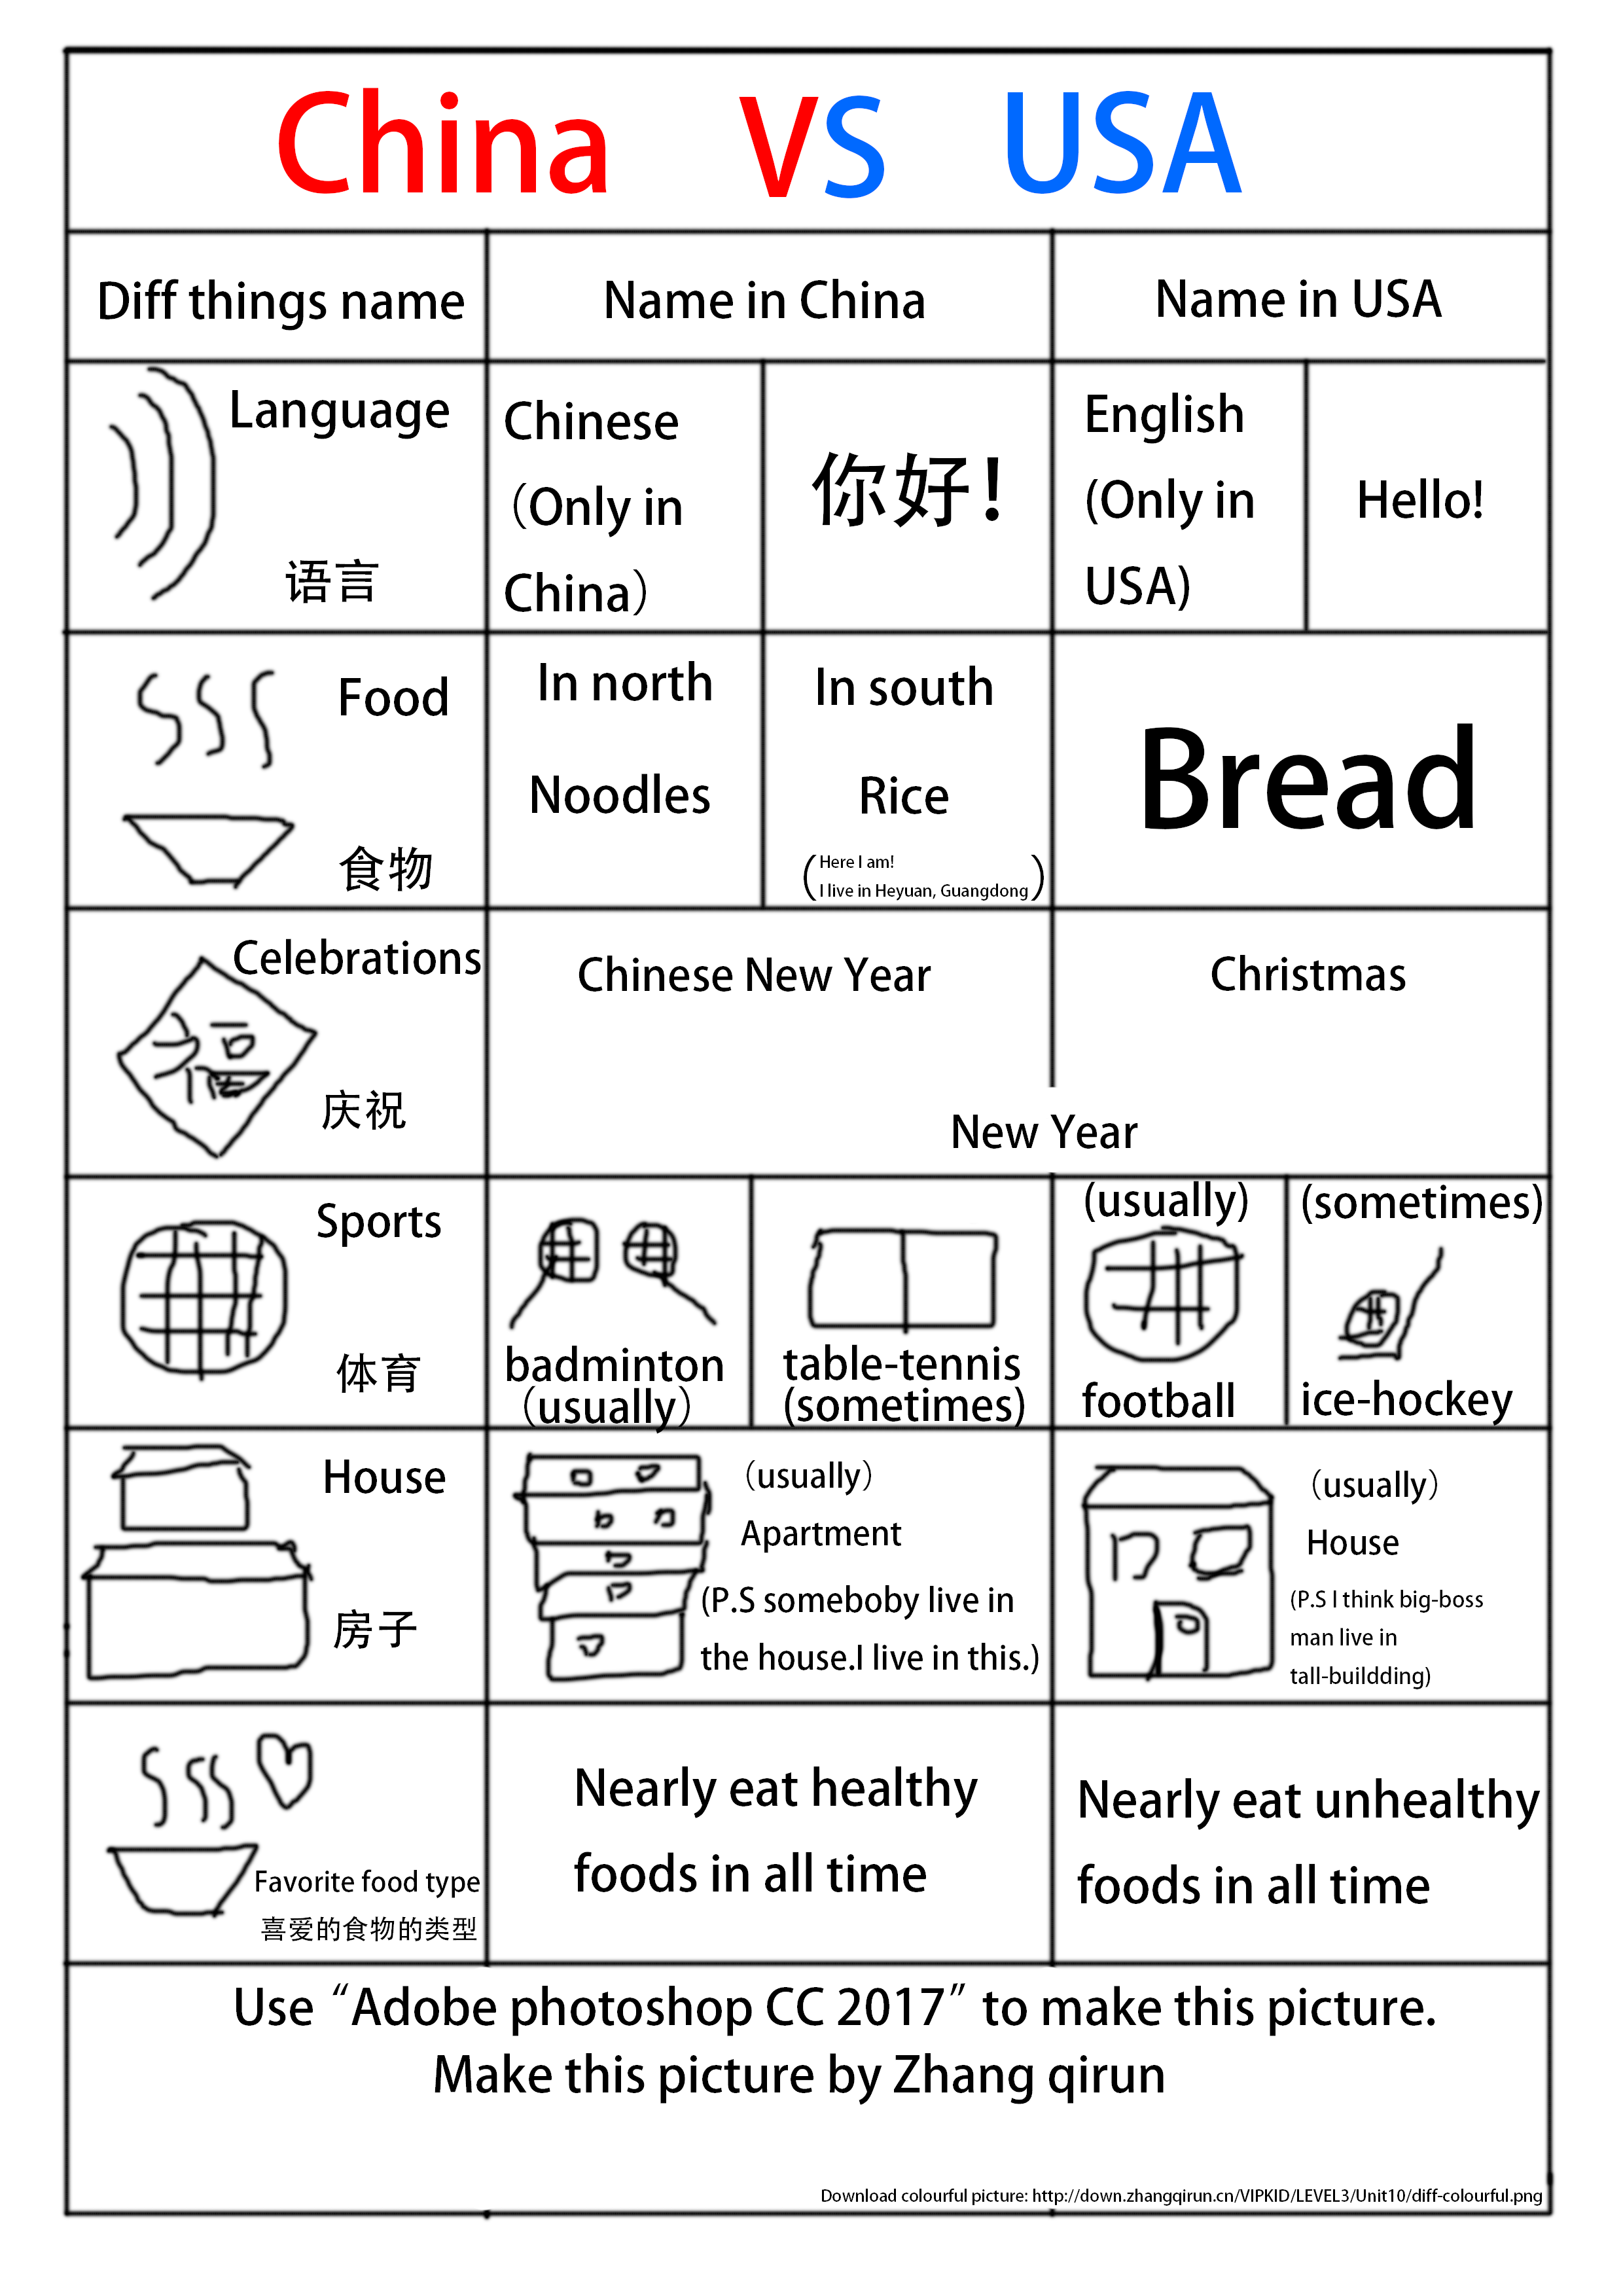 China VS USA
Diff things name
Name in China
Name in USA
Language
语言
Chinese
（Only in
China）
你好！
English
(Only in
USA)
Hello!
Food
食物
In north
Noodles
In south
Rice
(Here I am!
I live in Heyuan, Guangdong)
Bread
Celebrations
福
庆祝
Chinese New Year
Christmas
New Year
Sports
体育
badminton
（usually）
table-tennis
(sometimes)
(usually)
football
(sometimes)
ice-hockey
House
房子
（usually）
Apartment
(P.S someboby live in
the house.I live in this.)
（usually）
House
(P.S I think big-boss
man live in
tall-buildding)
Favorite food type
喜爱的食物的类型
Nearly eat healthy
foods in all time
Nearly eat unhealthy
foods in all time
Use “Adobe photoshop CC 2017” to make this picture.
Make this picture by Zhang qirun
Download colourful picture: http://down.zhangqirun.cn/VIPKID/LEVEL3/Unit10/diff-colourful.png